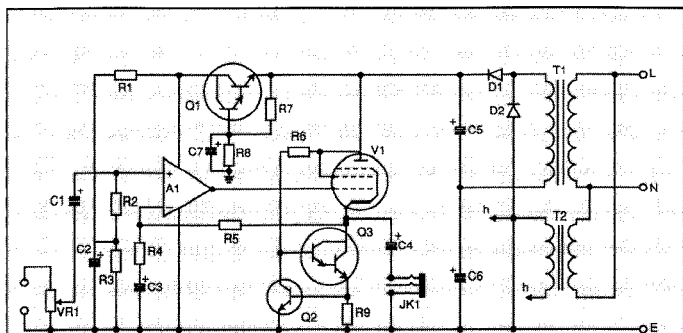 R1
Q1
R7
C7
R8
R6
V1
D1
D2
T1
L
C5
N
A1
+
−
C1
R2
R4
R5
Q3
C4
h
T2
C2
R3
C3
Q2
R9
JK1
C6
h
VR1
E